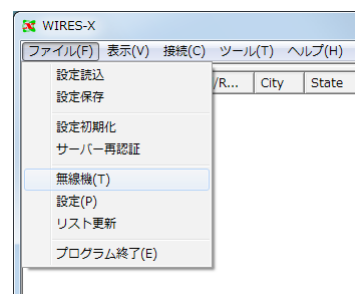 WIRES-X
ファイル(F) 表示(V) 接続(C) ツール(T) ヘルプ(H)
/R... City State
設定読込
設定保存
設定初期化
サーバー再認証
無線機(T)
設定(P)
リスト更新
プログラム終了(E)